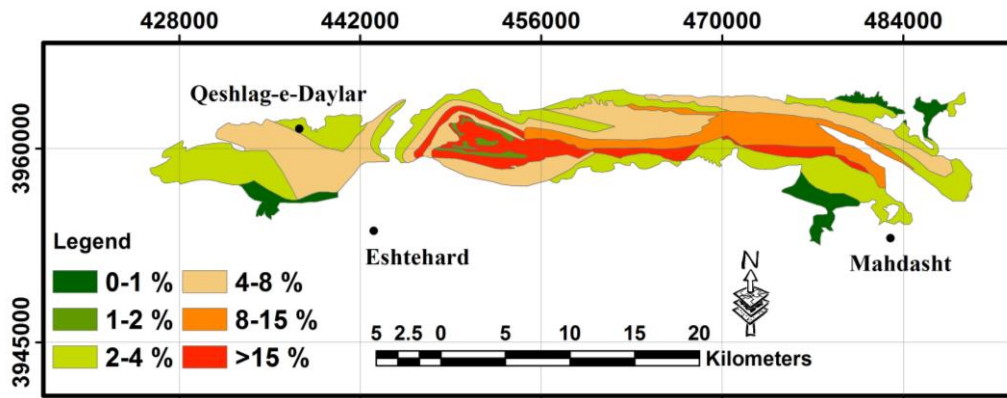 428000 442000 456000 470000 484000
Qeshlag-e-Daylar
3960000
Eshtehard
Mahdasht
N
Legend
0-1 % 4-8 %
1-2 % 8-15 %
2-4 % >15 %
3945000
5 2.5 0 5 10 15 20
Kilometers